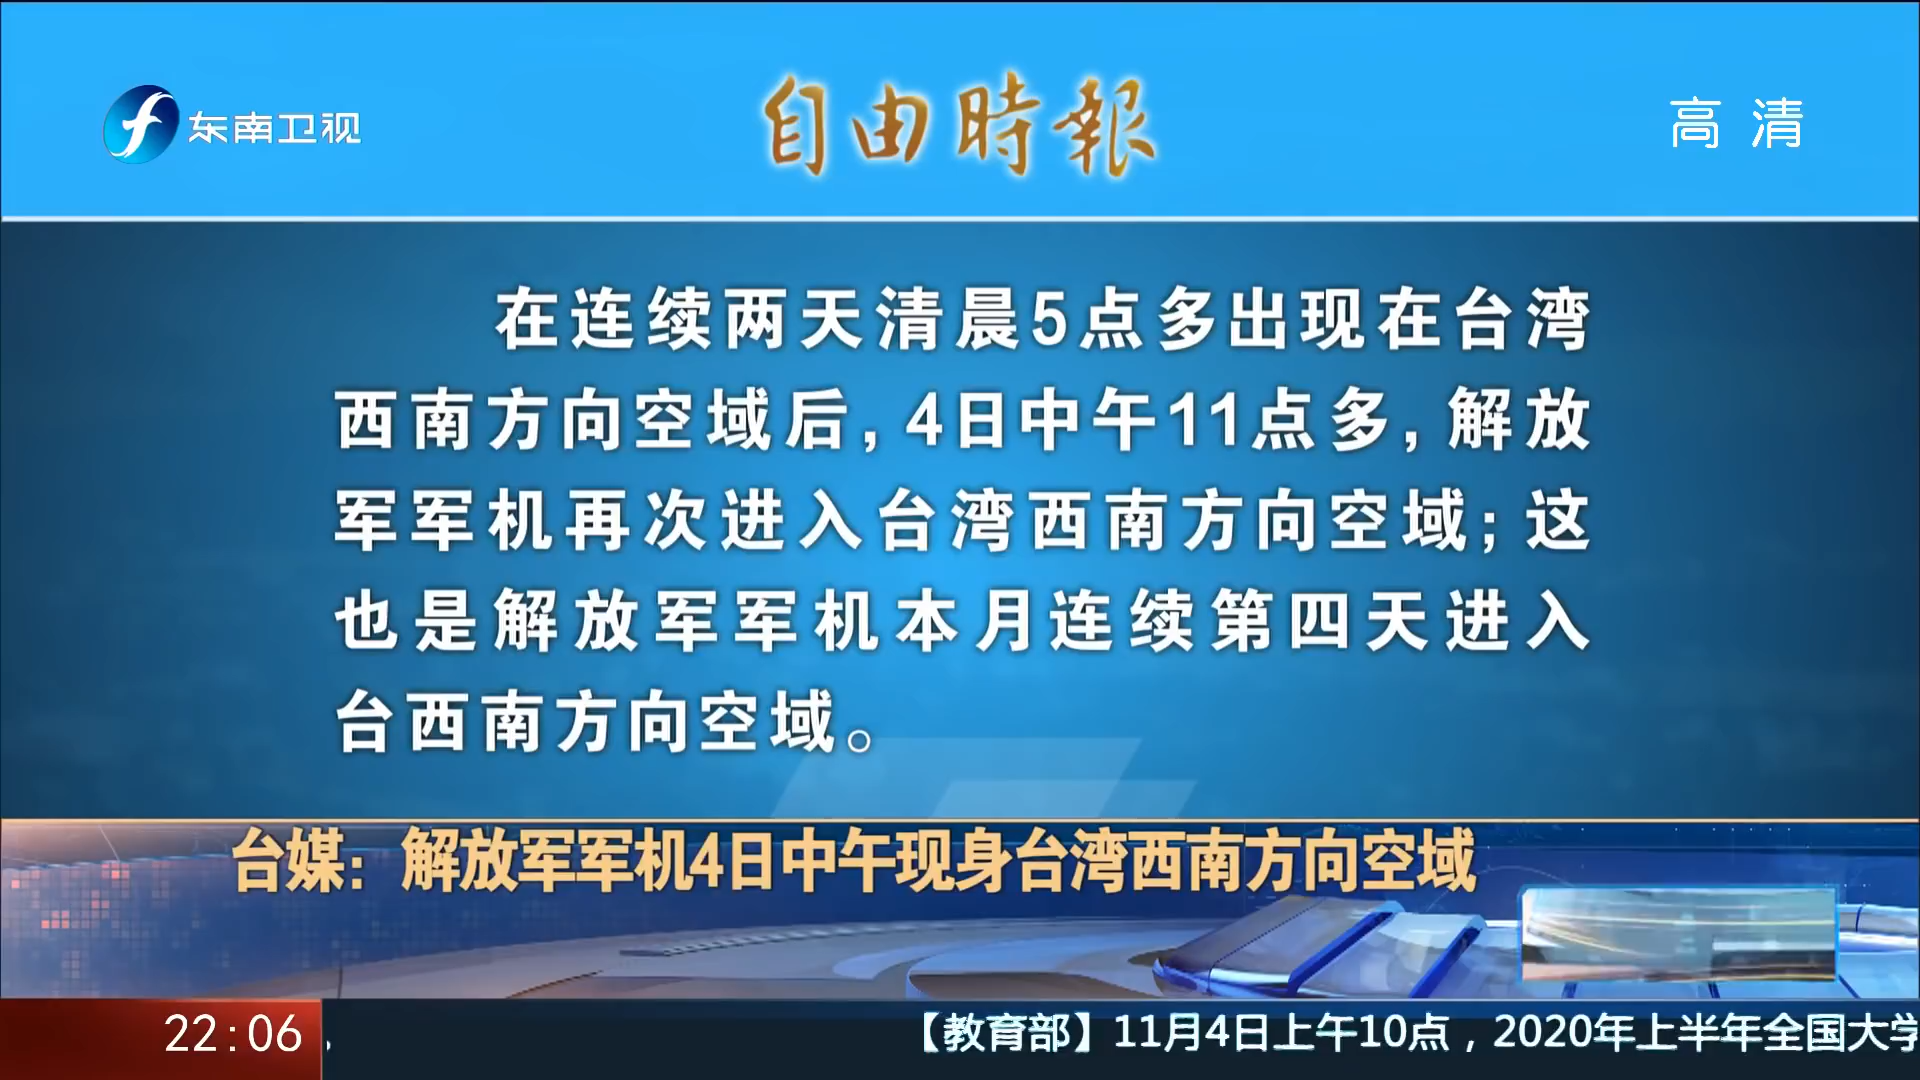 东南卫视
自由時報
高清
在连续两天清晨5点多出现在台湾
西南方向空域后,4日中午11点多,解放
军军机再次进入台湾西南方向空域;这
也是解放军军机本月连续第四天进入
台西南方向空域。
台媒：解放军军机4日中午现身台湾西南方向空域
22:06
【教育部】11月4日上午10点，2020年上半年全国大学